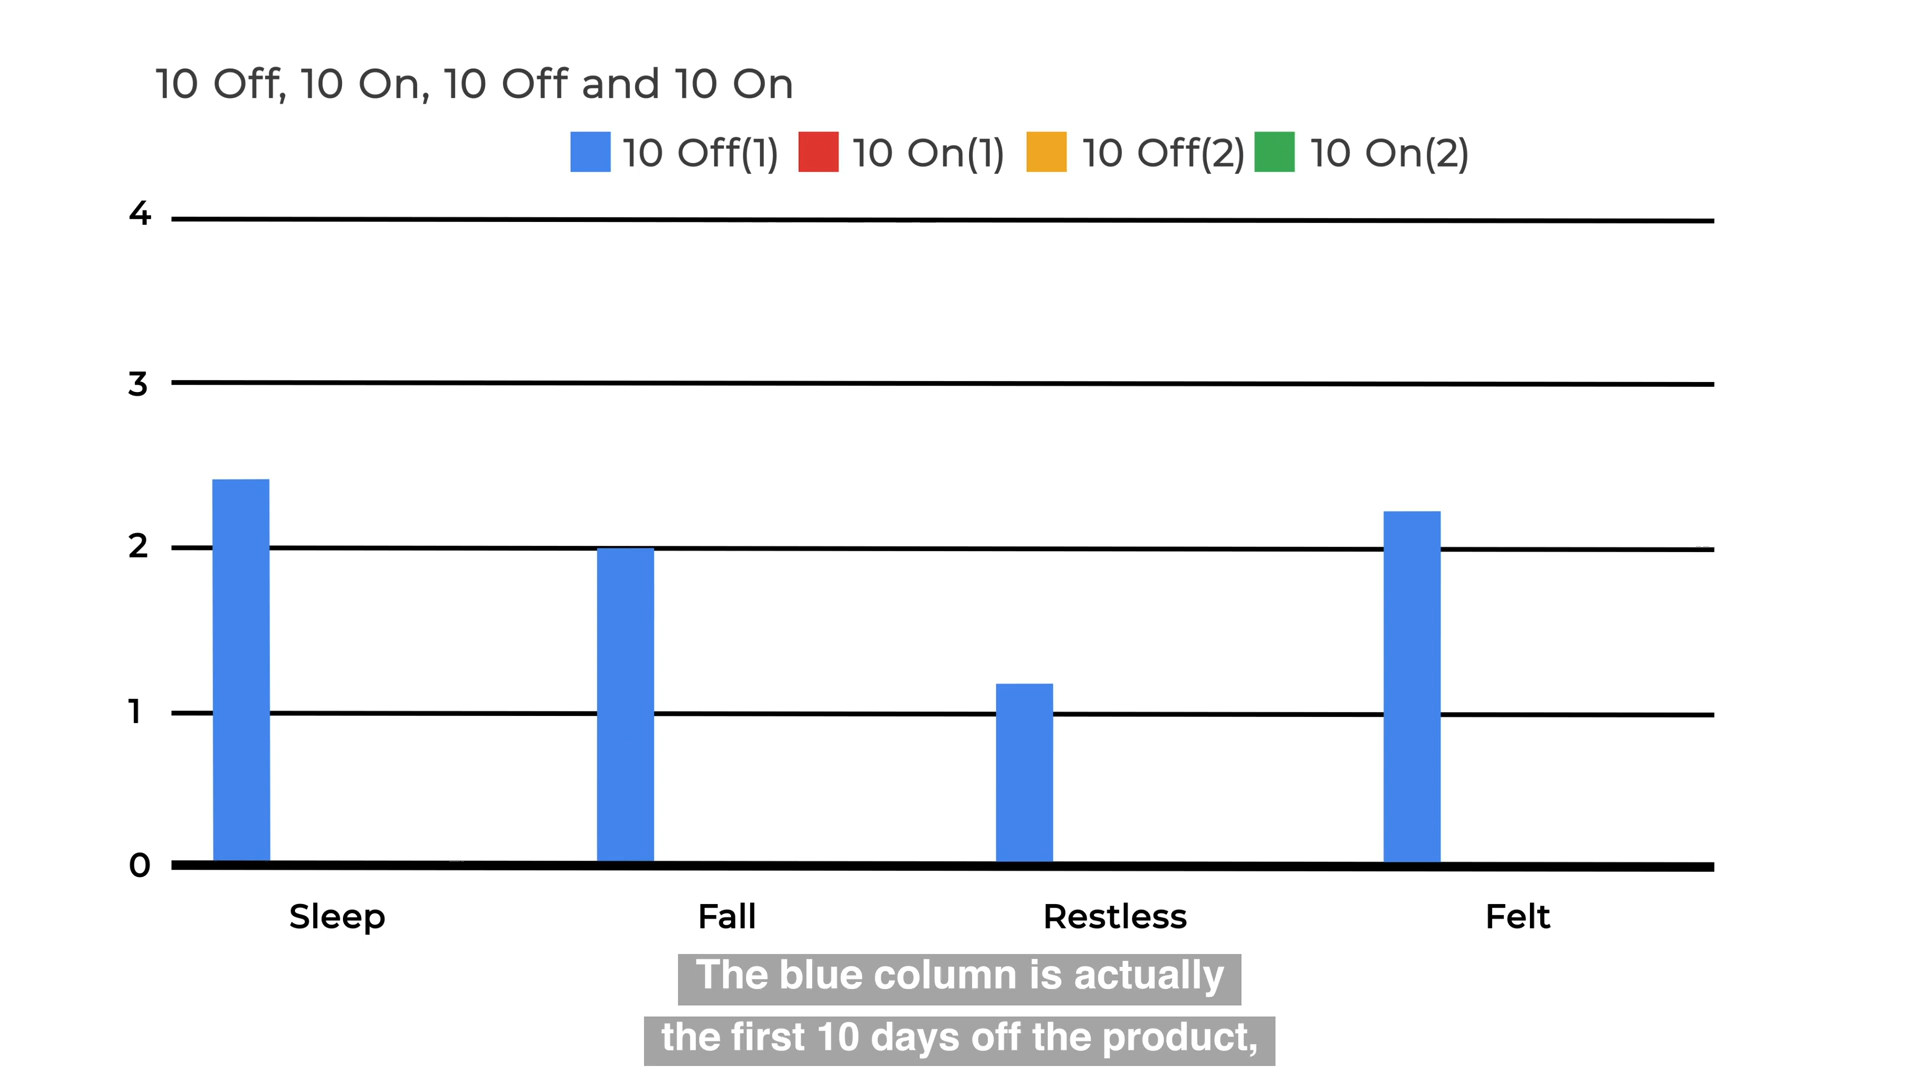 10 Off, 10 On, 10 Off and 10 On
10 Off(1) 10 On(1) 10 Off(2) 10 On(2)
4
3
2
1
0
Sleep Fall Restless Felt
The blue column is actually
the first 10 days off the product,